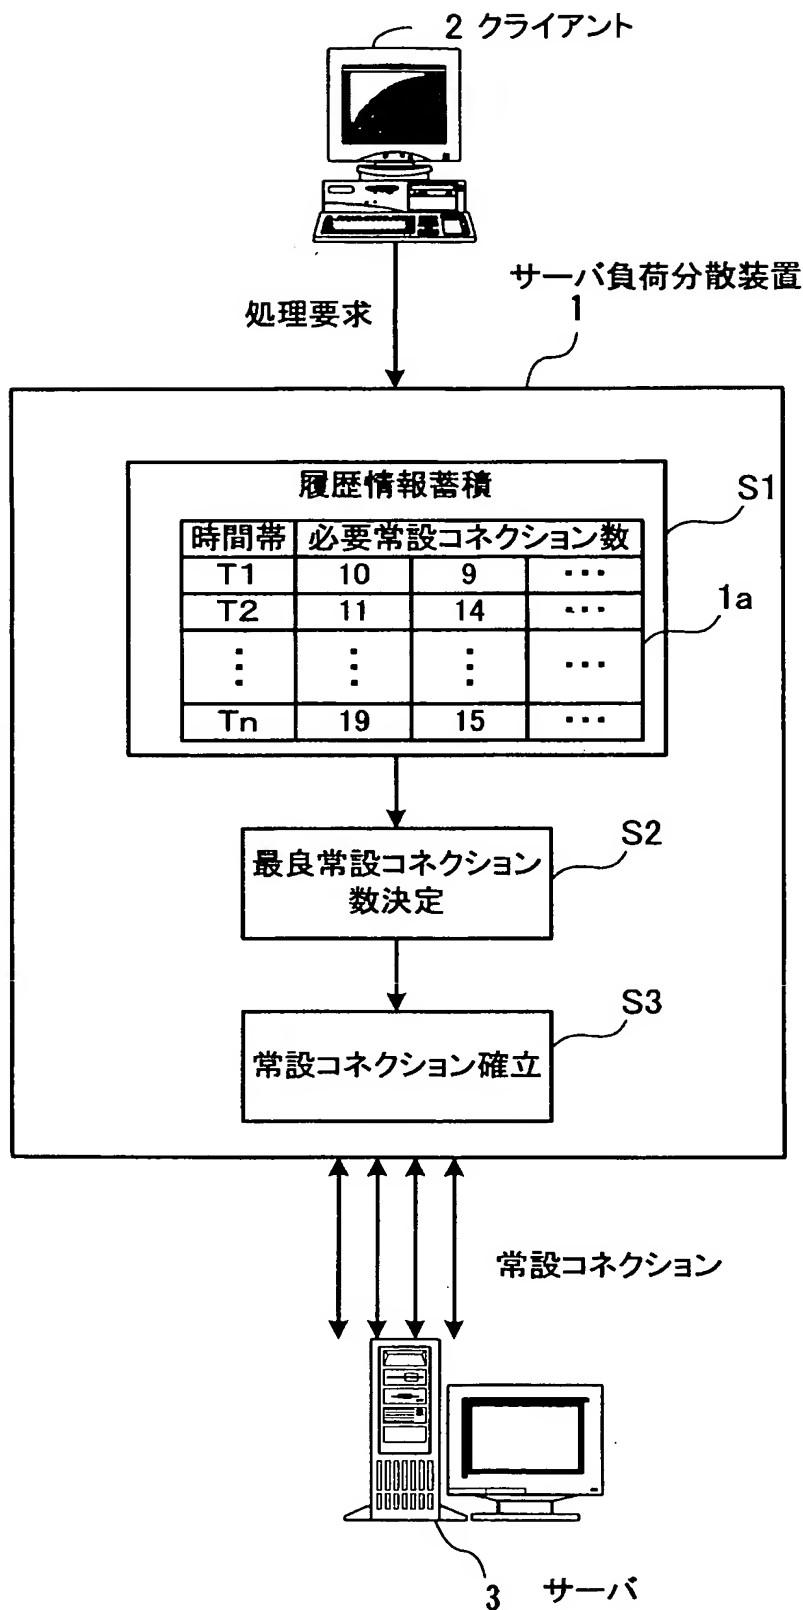 2 クライアント
サーバ負荷分散装置
1
処理要求
履歴情報蓄積
S1
時間帯 必要常設コネクション数
T1 10 9 ・・・
1a
T2 11 14 ・・・
⋮ ⋮ ⋮ ・・・
Tn 19 15 ・・・
S2
最良常設コネクション
数決定
S3
常設コネクション確立
常設コネクション
3 サーバ